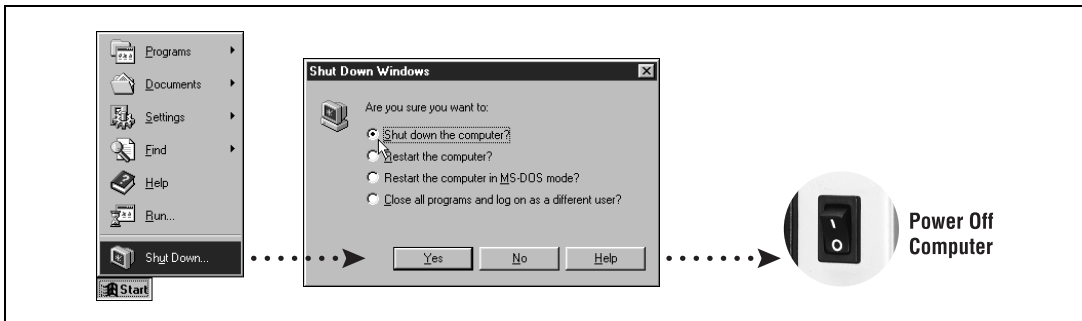 Programs
Documents
Settings
Find
Help
Run...
Shut Down...
Start
Shut Down Windows
Are you sure you want to:
Shut down the computer?
Restart the computer?
Restart the computer in MS-DOS mode?
Close all programs and log on as a different user?
Yes
No
Help
Power Off
Computer